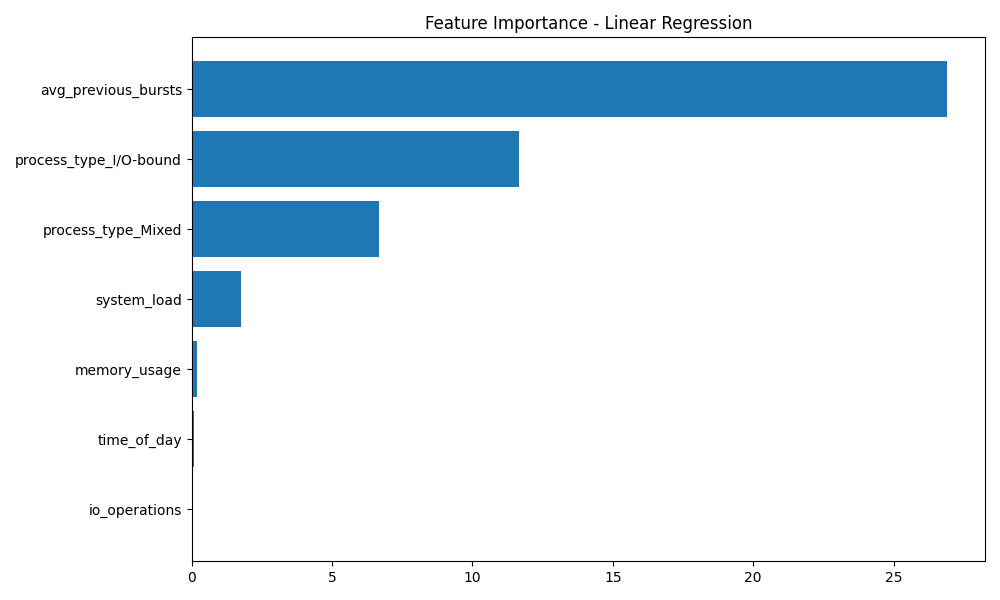 Feature Importance - Linear Regression
avg_previous_bursts
process_type_I/O-bound
process_type_Mixed
system_load
memory_usage
time_of_day
io_operations
0 5 10 15 20 25